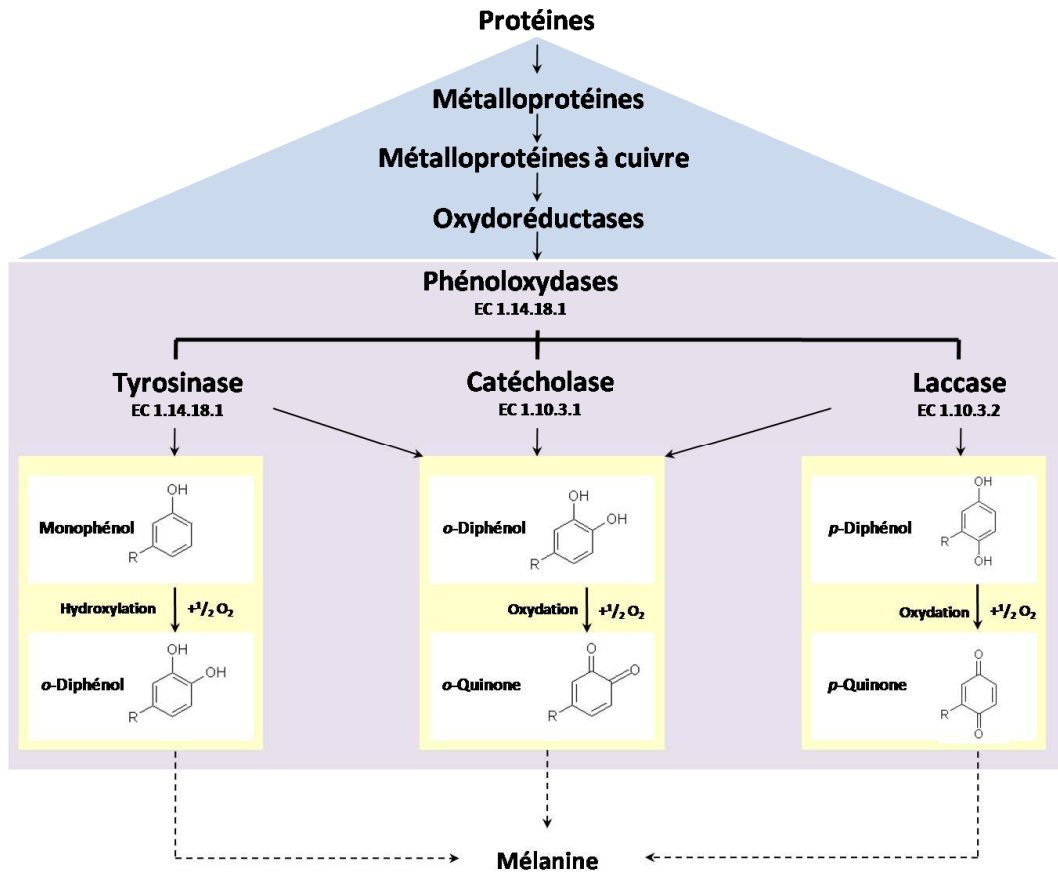 Protéines
Métalloprotéines
Métalloprotéines à cuivre
Oxydoréductases
Phénoloxydases
EC 1.14.18.1
Tyrosinase
EC 1.14.18.1
Catécholase
EC 1.10.3.1
Laccase
EC 1.10.3.2
OH
Monophénol
R
Hydroxylation +1/2 O2
OH
OH
o-Diphénol
R
OH
OH
o-Diphénol
R
Oxydation +1/2 O2
O
O
o-Quinone
R
OH
p-Diphénol
R
OH
Oxydation +1/2 O2
O
p-Quinone
R
O
Mélanine